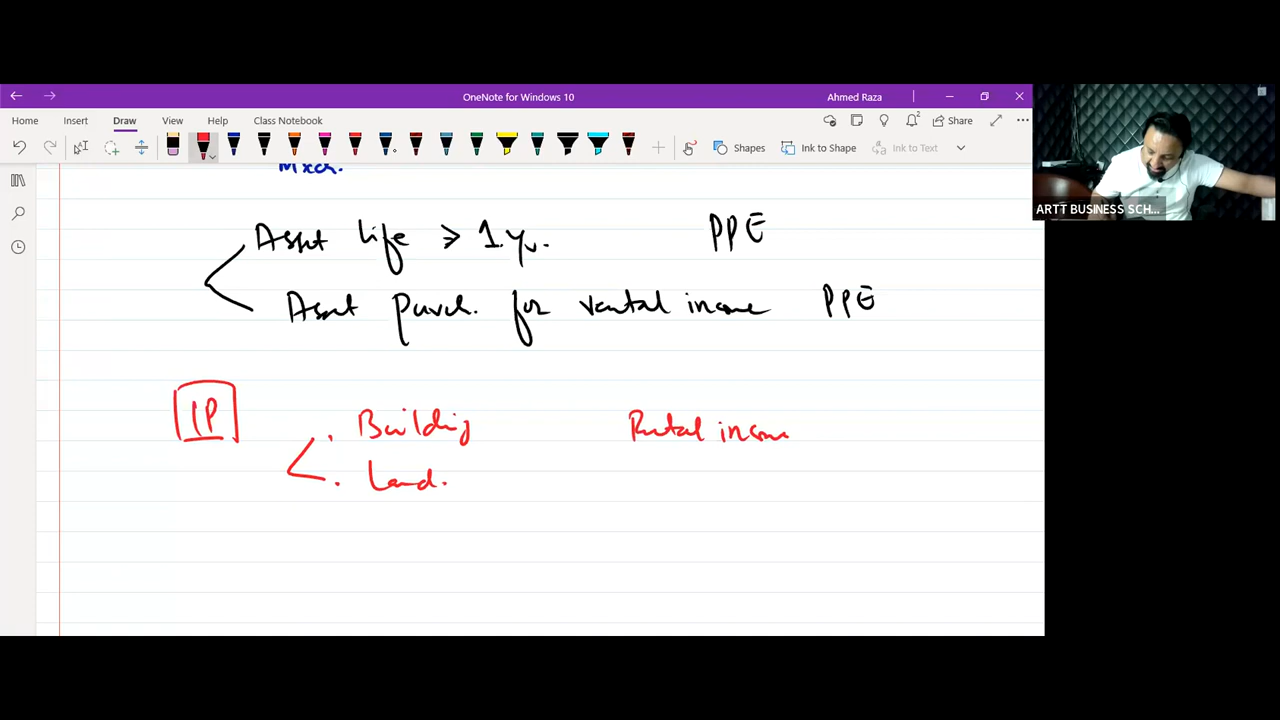 OneNote for Windows 10
Ahmed Raza
Home Insert Draw View Help Class Notebook
2 Share
Shapes Ink to Shape Ink to Text
ARTT BUSINESS SCH...
Mxch.
Asset life > 1 yr. PPE
Asset purch. for rental income PPE
IP . Building Rental income
. Land.